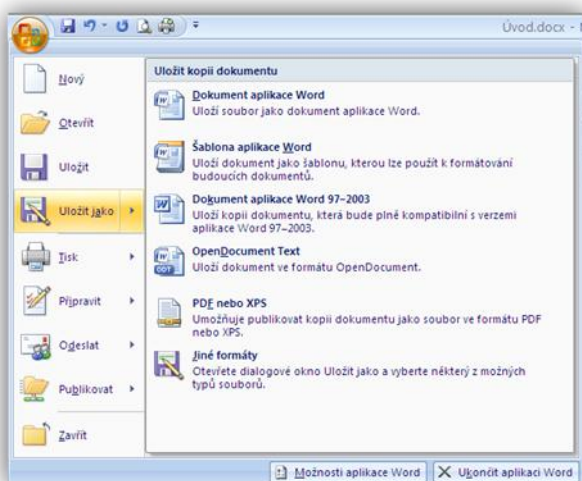 Úvod.docx -
Nový
Otevřít
Uložit
Uložit jako
Tisk
Připravit
Odeslat
Publikovat
Zavřít
Uložit kopii dokumentu
Dokument aplikace Word
Uloží soubor jako dokument aplikace Word.
Šablona aplikace Word
Uloží dokument jako šablonu, kterou lze použít k formátování
budoucích dokumentů.
Dokument aplikace Word 97–2003
Uloží kopii dokumentu, která bude plně kompatibilní s verzemi
aplikace Word 97–2003.
OpenDocument Text
Uloží dokument ve formátu OpenDocument.
PDF nebo XPS
Umožňuje publikovat kopii dokumentu jako soubor ve formátu PDF
nebo XPS.
Jiné formáty
Otevřete dialogové okno Uložit jako a vyberte některý z možných
typů souborů.
Možnosti aplikace Word
Ukončit aplikaci Word